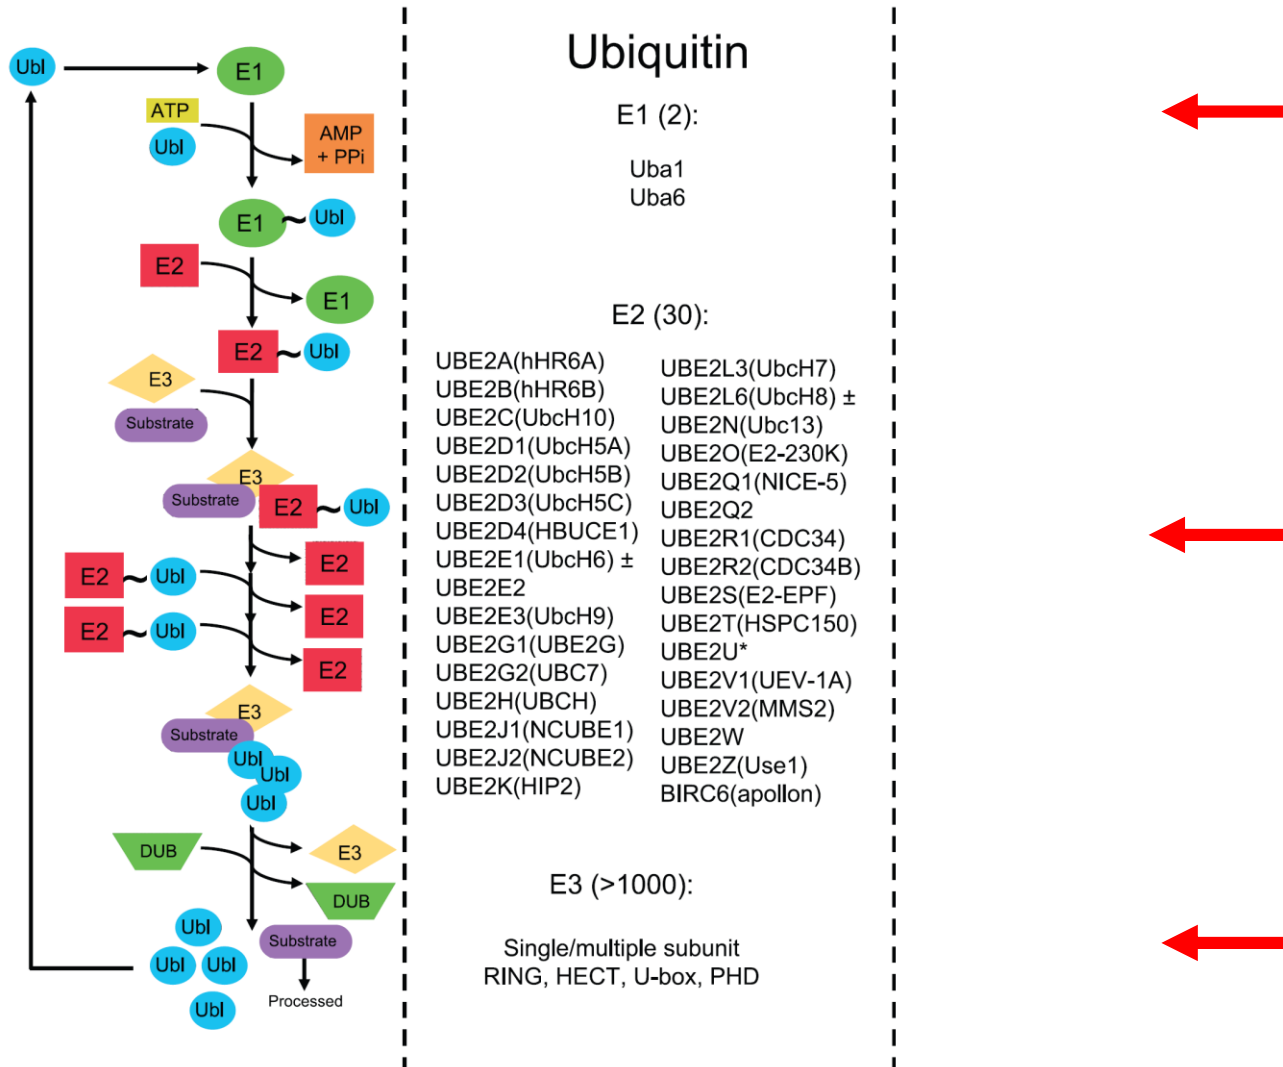 Ubl
E1
ATP
Ubl
AMP
+ PPi
E1
~
Ubl
E2
E1
E2
~
Ubl
E3
Substrate
E3
Substrate
E2
~
Ubl
E2
E2
~
Ubl
E2
E2
~
Ubl
E2
E3
Substrate
Ubl
Ubl
Ubl
DUB
E3
DUB
Ubl
Substrate
Ubl
Ubl
Ubl
Processed
Ubiquitin
E1 (2):
Uba1
Uba6
E2 (30):
UBE2A(hHR6A)
UBE2B(hHR6B)
UBE2C(UbcH10)
UBE2D1(UbcH5A)
UBE2D2(UbcH5B)
UBE2D3(UbcH5C)
UBE2D4(HBUCE1)
UBE2E1(UbcH6) ±
UBE2E2
UBE2E3(UbcH9)
UBE2G1(UBE2G)
UBE2G2(UBC7)
UBE2H(UBCH)
UBE2J1(NCUBE1)
UBE2J2(NCUBE2)
UBE2K(HIP2)
UBE2L3(UbcH7)
UBE2L6(UbcH8) ±
UBE2N(Ubc13)
UBE2O(E2-230K)
UBE2Q1(NICE-5)
UBE2Q2
UBE2R1(CDC34)
UBE2R2(CDC34B)
UBE2S(E2-EPF)
UBE2T(HSPC150)
UBE2U*
UBE2V1(UEV-1A)
UBE2V2(MMS2)
UBE2W
UBE2Z(Use1)
BIRC6(apollon)
E3 (>1000):
Single/multiple subunit
RING, HECT, U-box, PHD